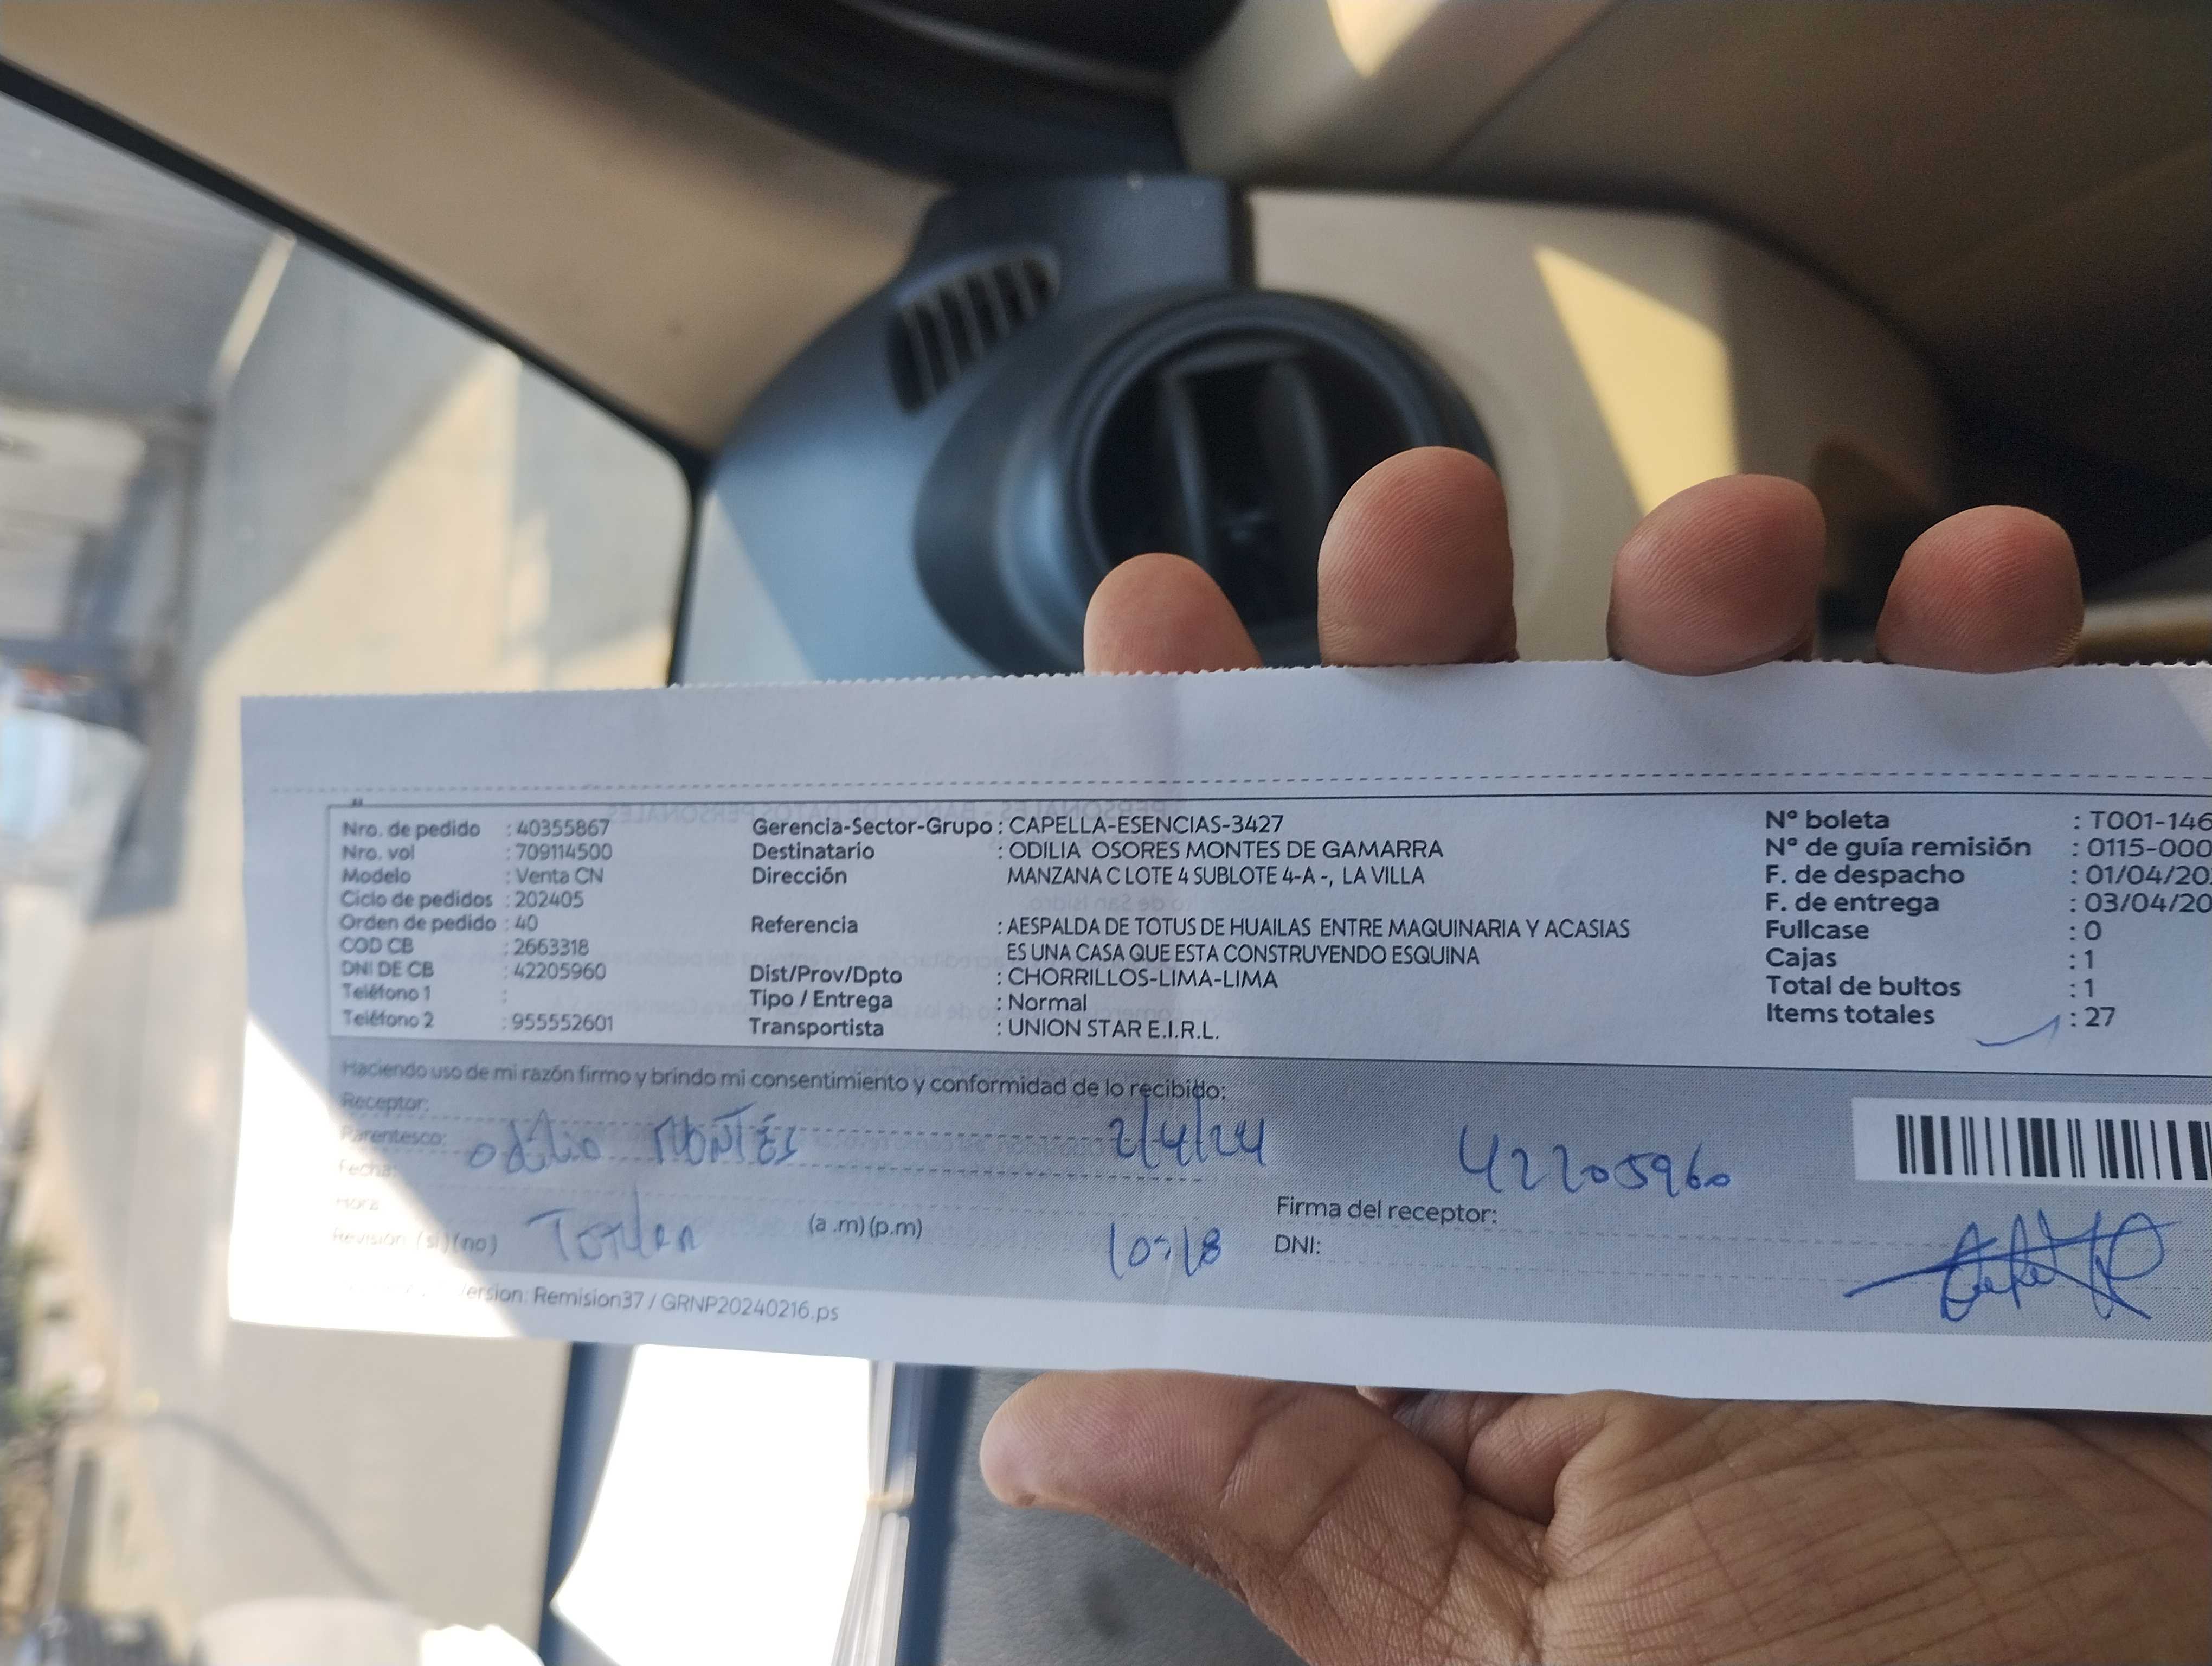 Nro. de pedido : 40355867 Gerencia-Sector-Grupo : CAPELLA-ESENCIAS-3427 N° boleta : T001-146
Nro. vol : 709114500 Destinatario : ODILIA OSORES MONTES DE GAMARRA N° de guía remisión : 0115-000
Modelo : Venta CN Dirección MANZANA C LOTE 4 SUBLOTE 4-A -, LA VILLA F. de despacho : 01/04/20
Ciclo de pedidos : 202405 F. de entrega : 03/04/20
Orden de pedido : 40 Referencia : AESPALDA DE TOTUS DE HUAILAS ENTRE MAQUINARIA Y ACASIAS Fullcase : 0
COD CB : 2663318 ES UNA CASA QUE ESTA CONSTRUYENDO ESQUINA Cajas : 1
DNI DE CB : 42205960 Dist/Prov/Dpto : CHORRILLOS-LIMA-LIMA Total de bultos : 1
Teléfono 1 : Tipo / Entrega : Normal Items totales : 27
Teléfono 2 : 955552601 Transportista : UNION STAR E.I.R.L.
Haciendo uso de mi razón firmo y brindo mi consentimiento y conformidad de lo recibido:
Receptor:
Parentesco: MONTES 2/4/24 42205960
Fecha:
Hora (a .m) (p.m) Firma del receptor:
Revisión (si) (no) 10:18 DNI:
ersion: Remision37 / GRNP20240216.ps